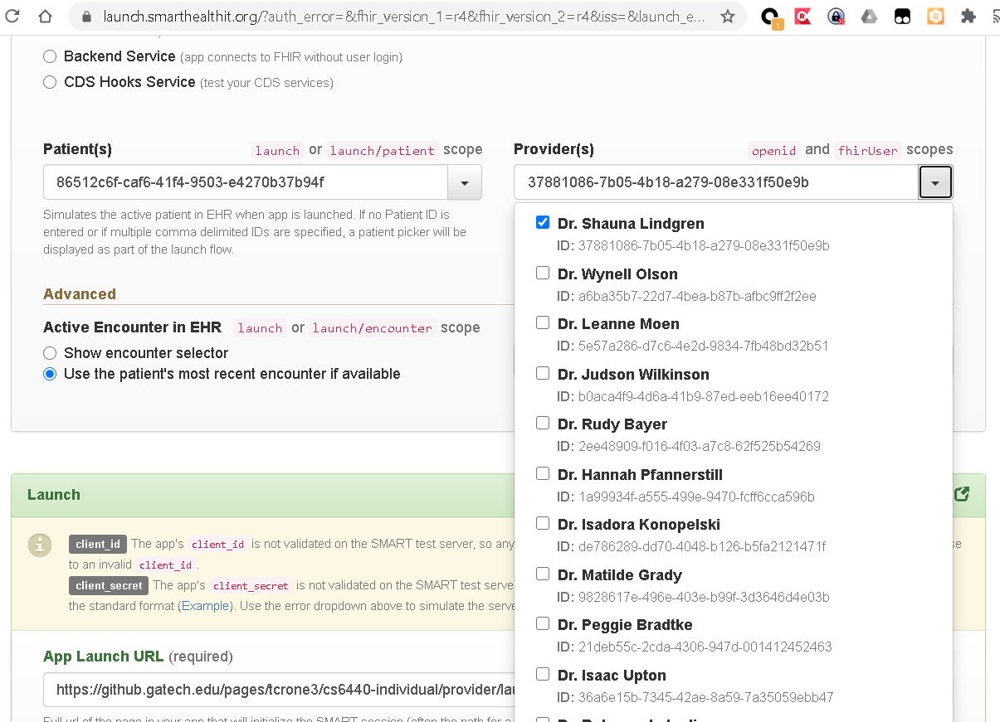 launch.smarthealthit.org/?auth_error=&fhir_version_1=r4&fhir_version_2=r4&iss=&launch_e...
1
Backend Service (app connects to FHIR without user login)
CDS Hooks Service (test your CDS services)
Patient(s) launch or launch/patient scope
86512c6f-caf6-41f4-9503-e4270b37b94f
Simulates the active patient in EHR when app is launched. If no Patient ID is
entered or if multiple comma delimited IDs are specified, a patient picker will be
displayed as part of the launch flow.
Advanced
Active Encounter in EHR launch or launch/encounter scope
Show encounter selector
Use the patient's most recent encounter if available
Provider(s) openid and fhirUser scopes
37881086-7b05-4b18-a279-08e331f50e9b
Dr. Shauna Lindgren
ID: 37881086-7b05-4b18-a279-08e331f50e9b
Dr. Wynell Olson
ID: a6ba35b7-22d7-4bea-b87b-afbc9ff2f2ee
Dr. Leanne Moen
ID: 5e57a286-d7c6-4e2d-9834-7fb48bd32b51
Dr. Judson Wilkinson
ID: b0aca4f9-4d6a-41b9-87ed-eeb16ee40172
Dr. Rudy Bayer
ID: 2ee48909-f016-4f03-a7c8-62f525b54269
Dr. Hannah Pfannerstill
ID: 1a99934f-a555-499e-9470-fcff6cca596b
Dr. Isadora Konopelski
ID: de786289-dd70-4048-b126-b5fa2121471f
Dr. Matilde Grady
ID: 9828617e-496e-403e-b99f-3d3646d4e03b
Dr. Peggie Bradtke
ID: 21deb55c-2cda-4306-947d-001412452463
Dr. Isaac Upton
ID: 36a6e15b-7345-42ae-8a59-7a35059ebb47
Launch
client_id The app's client_id is not validated on the SMART test server, so any
to an invalid client_id .
client_secret The app's client_secret is not validated on the SMART test serve
the standard format (Example). Use the error dropdown above to simulate the serve
App Launch URL (required)
https://github.gatech.edu/pages/tcrone3/cs6440-individual/provider/lau
Full url of the page in your app that will initialize the SMART session (often the path for a